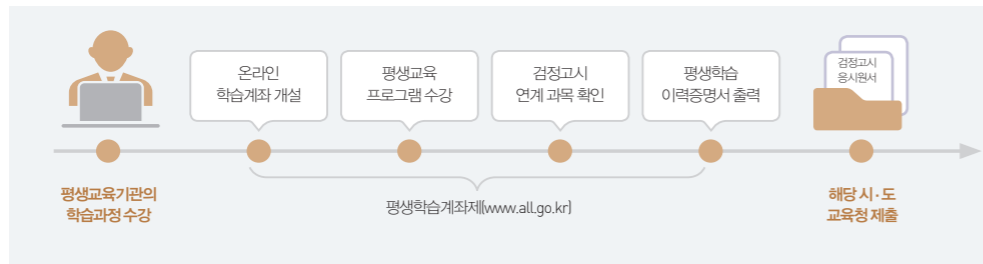 온라인
학습계좌 개설
평생교육
프로그램 수강
검정고시
연계 과목 확인
평생학습
이력증명서 출력
검정고시
응시원서
평생교육기관의
학습과정 수강
평생학습계좌제(www.all.go.kr)
해당 시·도
교육청 제출